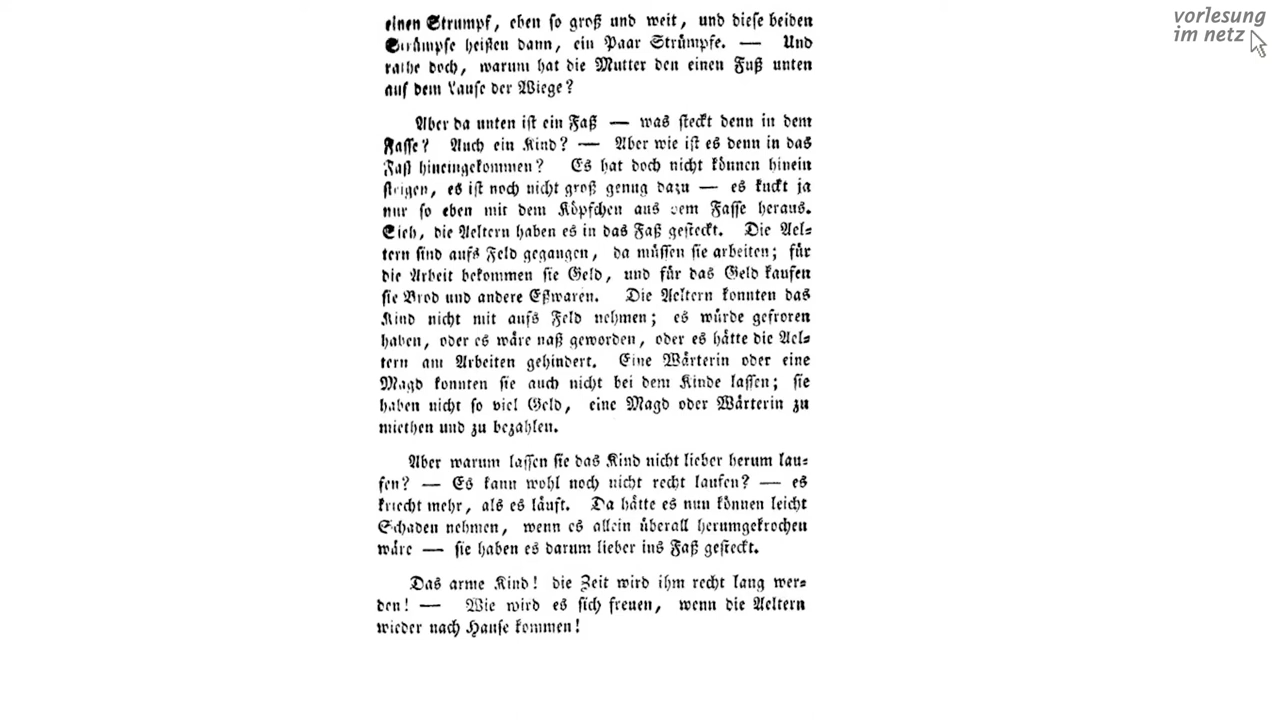 einen Strumpf, eben so groß und weit, und diese beiden
Strümpfe heißen dann, ein Paar Strümpfe. — Und
rathe doch, warum hat die Mutter den einen Fuß unten
auf dem Laufe der Wiege?
Aber da unten ist ein Faß — was steckt denn in dem
Fasse? Auch ein Kind? — Aber wie ist es denn in das
Faß hineingekommen? Es hat doch nicht können hinein
steigen, es ist noch nicht groß genug dazu — es kuckt ja
nur so eben mit dem Köpfchen aus dem Fasse heraus.
Sieh, die Aeltern haben es in das Faß gesteckt. Die Ael-
tern sind aufs Feld gegangen, da müssen sie arbeiten; für
die Arbeit bekommen sie Geld, und für das Geld kaufen
sie Brod und andere Eßwaren. Die Aeltern konnten das
Kind nicht mit aufs Feld nehmen; es würde gefroren
haben, oder es wäre naß geworden, oder es hätte die Ael-
tern am Arbeiten gehindert. Eine Wärterin oder eine
Magd konnten sie auch nicht bei dem Kinde lassen; sie
haben nicht so viel Geld, eine Magd oder Wärterin zu
miethen und zu bezahlen.
Aber warum lassen sie das Kind nicht lieber herum lau-
fen? — Es kann wohl noch nicht recht laufen? — es
kriecht mehr, als es läuft. Da hätte es nun können leicht
Schaden nehmen, wenn es allein überall herumgekrochen
wäre — sie haben es darum lieber ins Faß gesteckt.
Das arme Kind! die Zeit wird ihm recht lang wer-
den! — Wie wird es sich freuen, wenn die Aeltern
wieder nach Hause kommen!
vorlesung
im netz